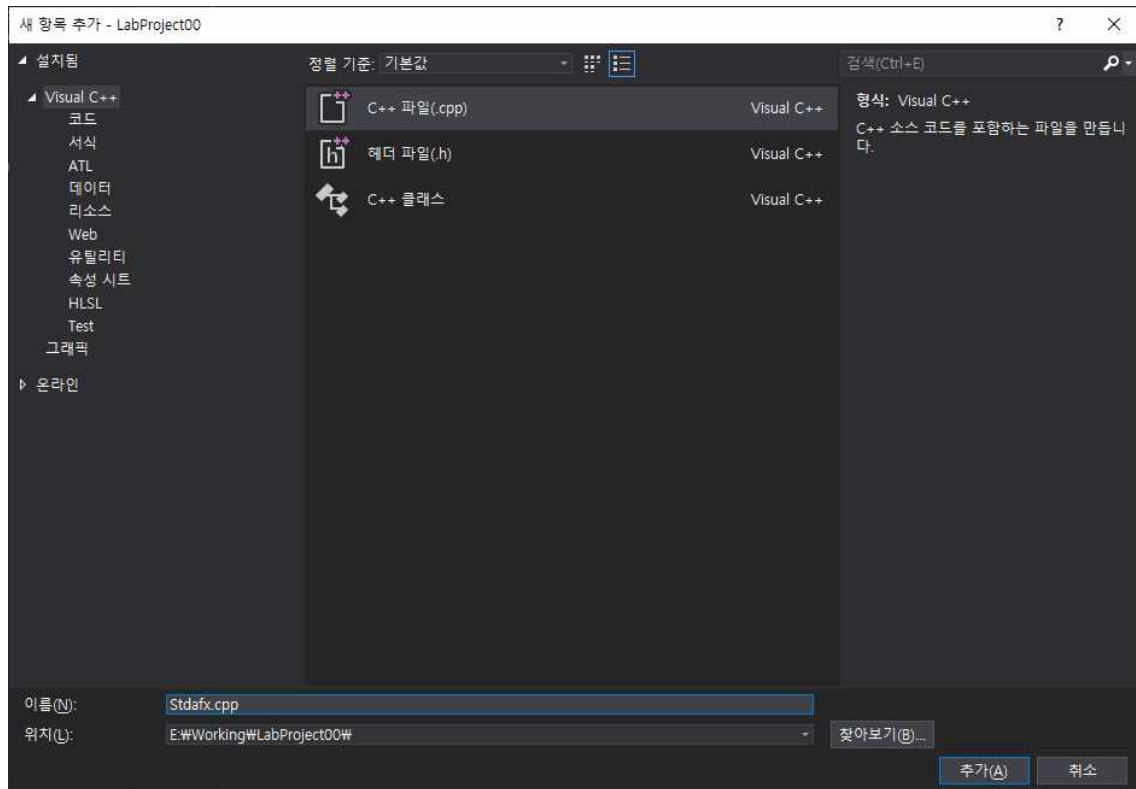 새 항목 추가 - LabProject00
? ×
설치됨
Visual C++
코드
서식
ATL
데이터
리소스
Web
유틸리티
속성 시트
HLSL
Test
그래픽
온라인
정렬 기준: 기본값
C++ 파일(.cpp) Visual C++
헤더 파일(.h) Visual C++
C++ 클래스 Visual C++
검색(Ctrl+E)
형식: Visual C++
C++ 소스 코드를 포함하는 파일을 만듭니
다.
이름(N): Stdafx.cpp
위치(L): E:₩Working₩LabProject00₩ 찾아보기(B)...
추가(A) 취소